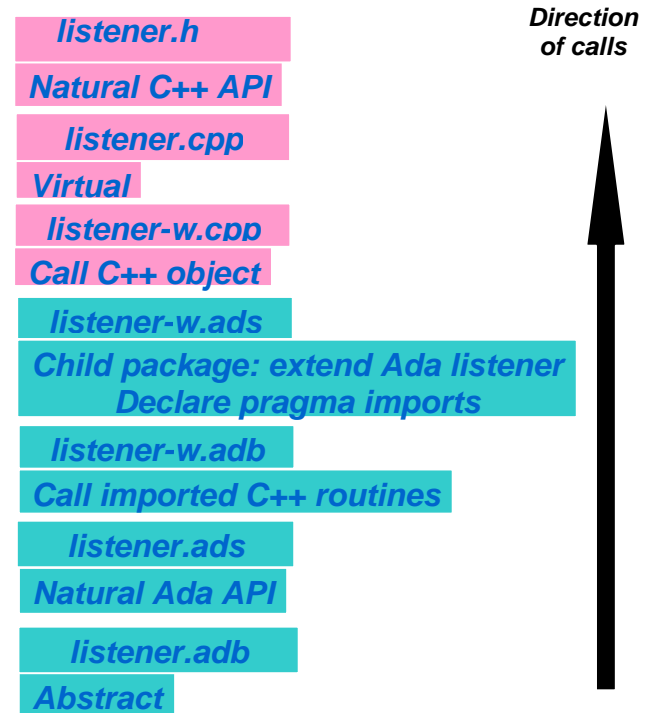 Direction
of calls
listener.h
Natural C++ API
listener.cpp
Virtual
listener-w.cpp
Call C++ object
listener-w.ads
Child package: extend Ada listener
Declare pragma imports
listener-w.adb
Call imported C++ routines
listener.ads
Natural Ada API
listener.adb
Abstract